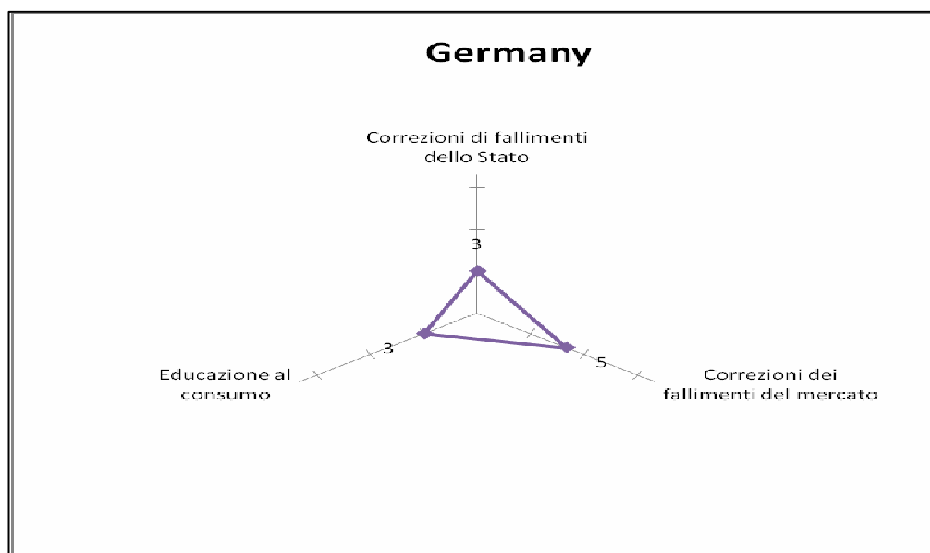 Germany
Correzioni di fallimenti
dello Stato
3
3
5
Educazione al
consumo
Correzioni dei
fallimenti del mercato